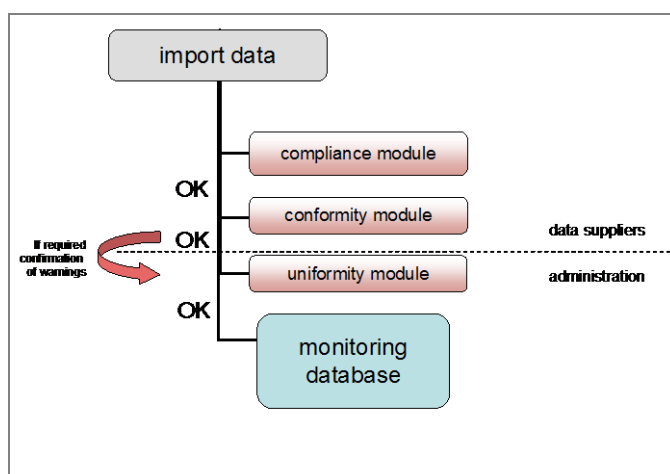 import data
compliance module
OK
conformity module
If required
confirmation
of warnings
OK
data suppliers
uniformity module
administration
OK
monitoring
database